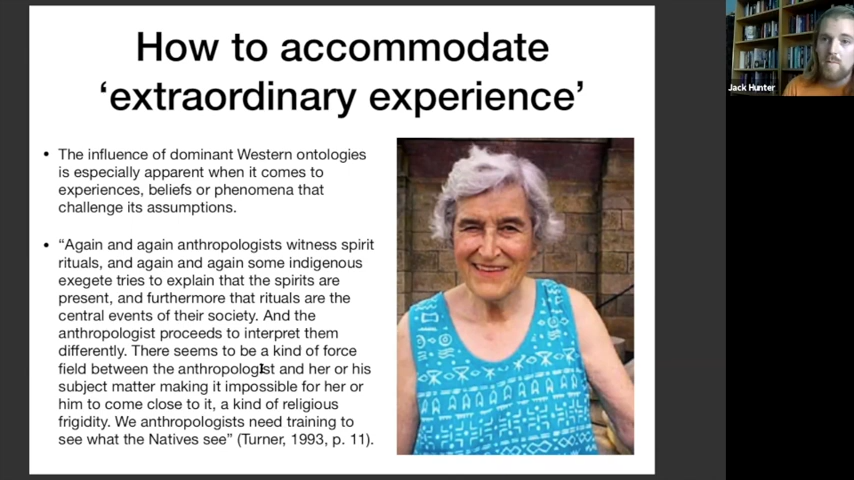 How to accommodate
‘extraordinary experience’
• The influence of dominant Western ontologies
is especially apparent when it comes to
experiences, beliefs or phenomena that
challenge its assumptions.
• “Again and again anthropologists witness spirit
rituals, and again and again some indigenous
exegete tries to explain that the spirits are
present, and furthermore that rituals are the
central events of their society. And the
anthropologist proceeds to interpret them
differently. There seems to be a kind of force
field between the anthropologist and her or his
subject matter making it impossible for her or
him to come close to it, a kind of religious
frigidity. We anthropologists need training to
see what the Natives see” (Turner, 1993, p. 11).
Jack Hunter